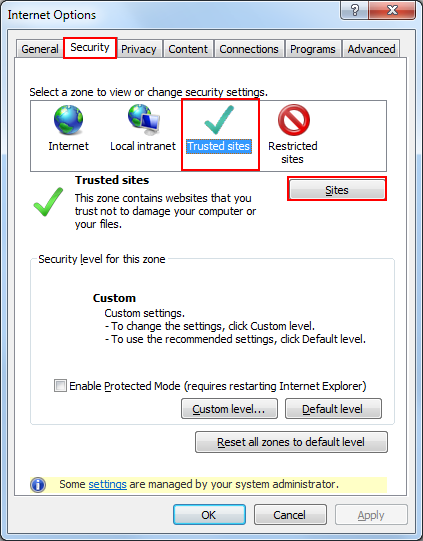 Internet Options
General Security Privacy Content Connections Programs Advanced
Select a zone to view or change security settings.
Internet Local intranet Trusted sites Restricted sites
Trusted sites
This zone contains websites that you
trust not to damage your computer or
your files.
Sites
Security level for this zone
Custom
Custom settings.
- To change the settings, click Custom level.
- To use the recommended settings, click Default level.
Enable Protected Mode (requires restarting Internet Explorer)
Custom level... Default level
Reset all zones to default level
Some settings are managed by your system administrator.
OK Cancel Apply